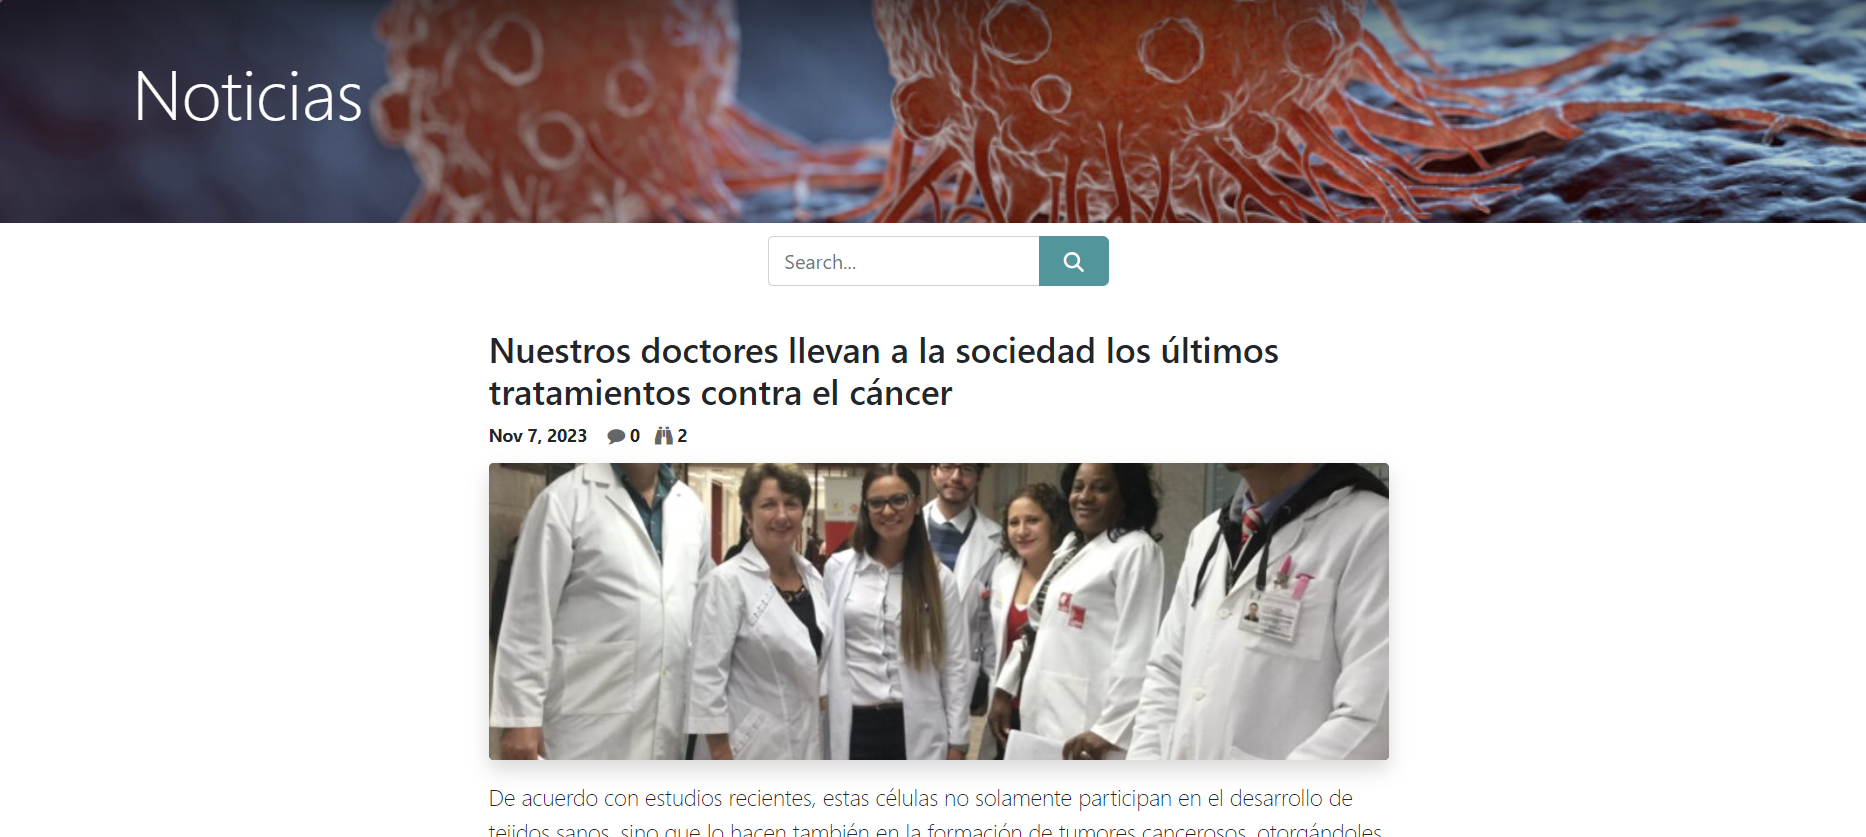 Noticias
Search...
Nuestros doctores llevan a la sociedad los últimos
tratamientos contra el cáncer
Nov 7, 2023 0 2
De acuerdo con estudios recientes, estas células no solamente participan en el desarrollo de
tejidos sanos, sino que lo hacen también en la formación de tumores cancerosos, otorgándoles